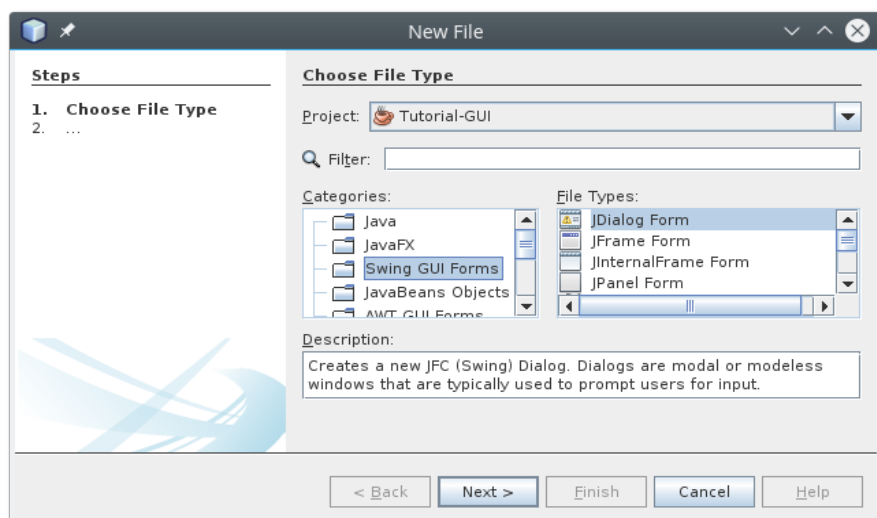 New File
Steps
1. Choose File Type
2. ...
Choose File Type
Project: Tutorial-GUI
Filter:
Categories:
Java
JavaFX
Swing GUI Forms
JavaBeans Objects
AWT GUI Forms
File Types:
JDialog Form
JFrame Form
JInternalFrame Form
JPanel Form
Description:
Creates a new JFC (Swing) Dialog. Dialogs are modal or modeless
windows that are typically used to prompt users for input.
< Back Next > Finish Cancel Help